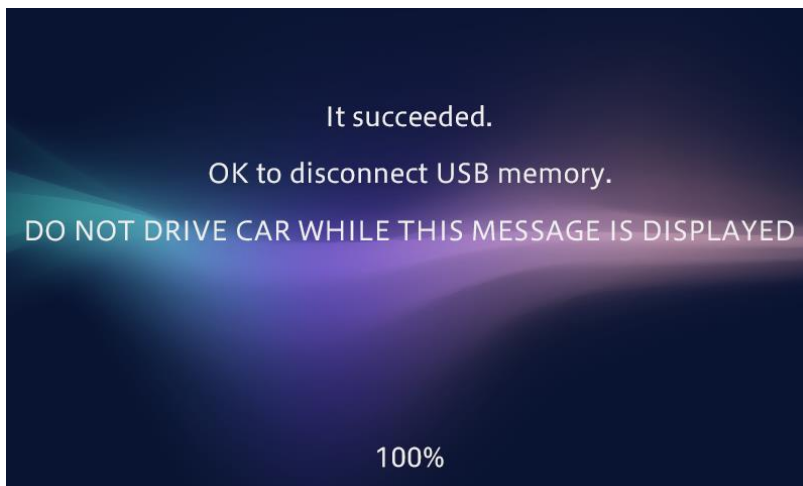 It succeeded.
OK to disconnect USB memory.
DO NOT DRIVE CAR WHILE THIS MESSAGE IS DISPLAYED
100%